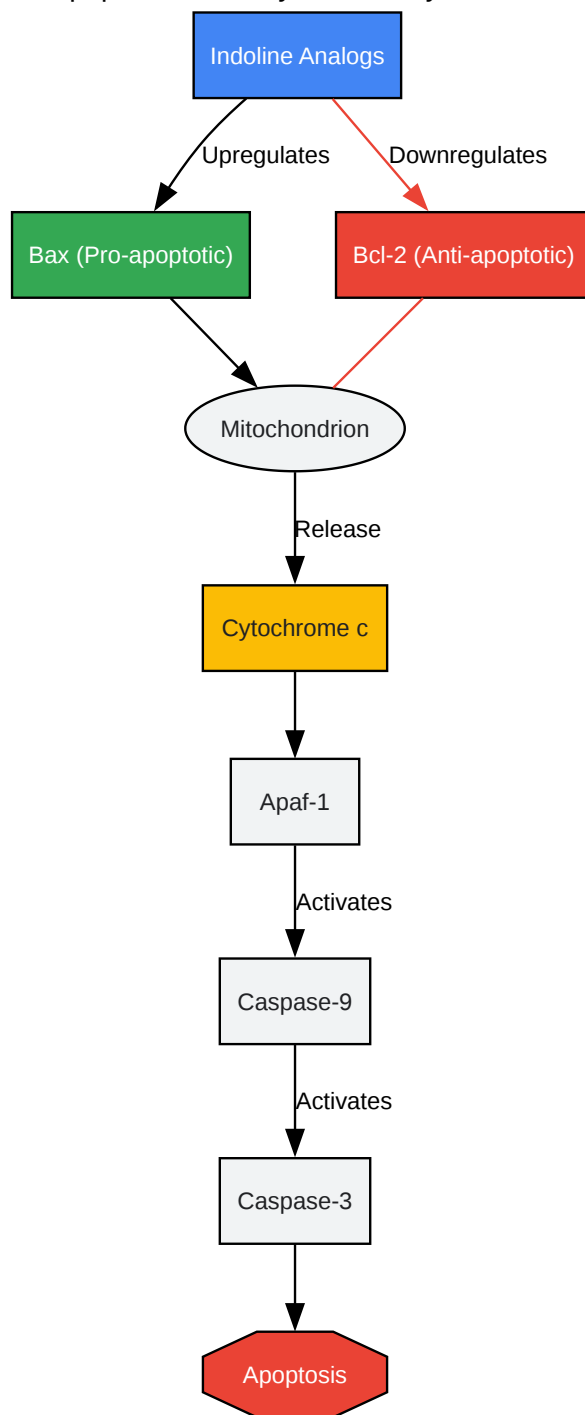 Indoline Analogs
Upregulates
Downregulates
Bax (Pro-apoptotic)
Bcl-2 (Anti-apoptotic)
Mitochondrion
Release
Cytochrome c
Apaf-1
Activates
Caspase-9
Activates
Caspase-3
Apoptosis